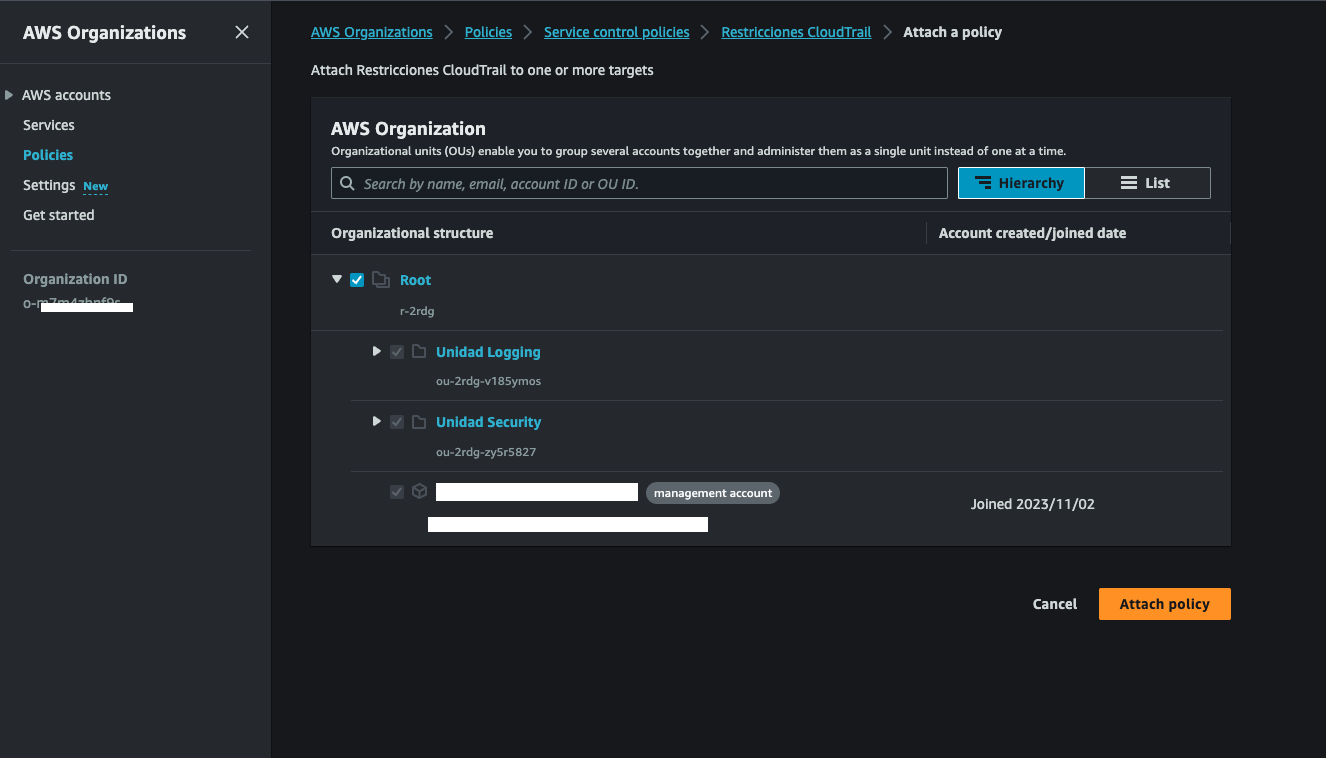 AWS Organizations
AWS accounts
Services
Policies
Settings New
Get started
Organization ID
AWS Organizations Policies Service control policies Restricciones CloudTrail Attach a policy
Attach Restricciones CloudTrail to one or more targets
AWS Organization
Organizational units (OUs) enable you to group several accounts together and administer them as a single unit instead of one at a time.
Search by name, email, account ID or OU ID.
Hierarchy List
Organizational structure Account created/joined date
Root
r-2rdg
Unidad Logging
ou-2rdg-v185ymos
Unidad Security
ou-2rdg-zy5r5827
management account
Joined 2023/11/02
Cancel Attach policy